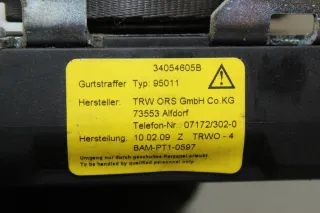 34054605B
Gurtstraffer Typ: 95011
Hersteller: TRW ORS GmbH Co.KG
73553 Alfdorf
Telefon-Nr 07172/302-0
Herstellung: 10.02.09 Z TRWO - 4
BAM-PT1-0597
Umgang nur durch geschultes Personal erlaubt
To be handled by qualified personnel only